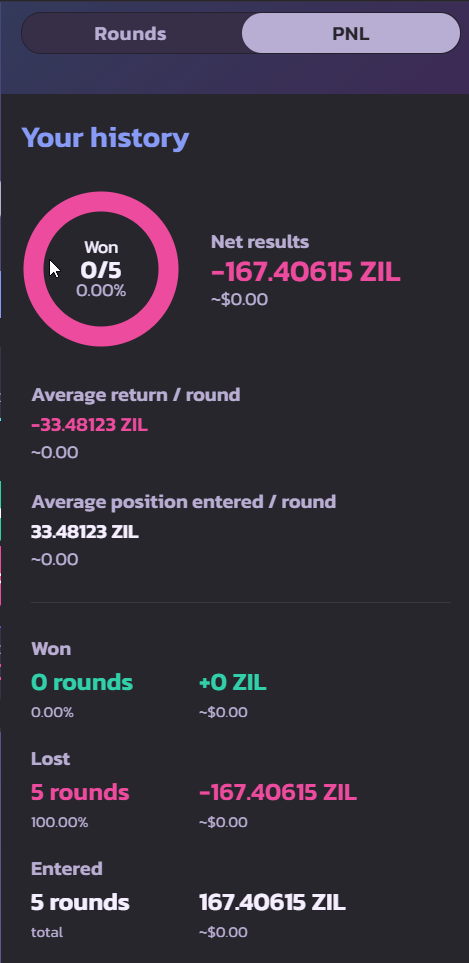 Rounds PNL
Your history
Won
0/5
0.00%
Net results
-167.40615 ZIL
~$0.00
Average return / round
-33.48123 ZIL
~0.00
Average position entered / round
33.48123 ZIL
~0.00
Won
0 rounds +0 ZIL
0.00% ~$0.00
Lost
5 rounds -167.40615 ZIL
100.00% ~$0.00
Entered
5 rounds 167.40615 ZIL
total ~$0.00